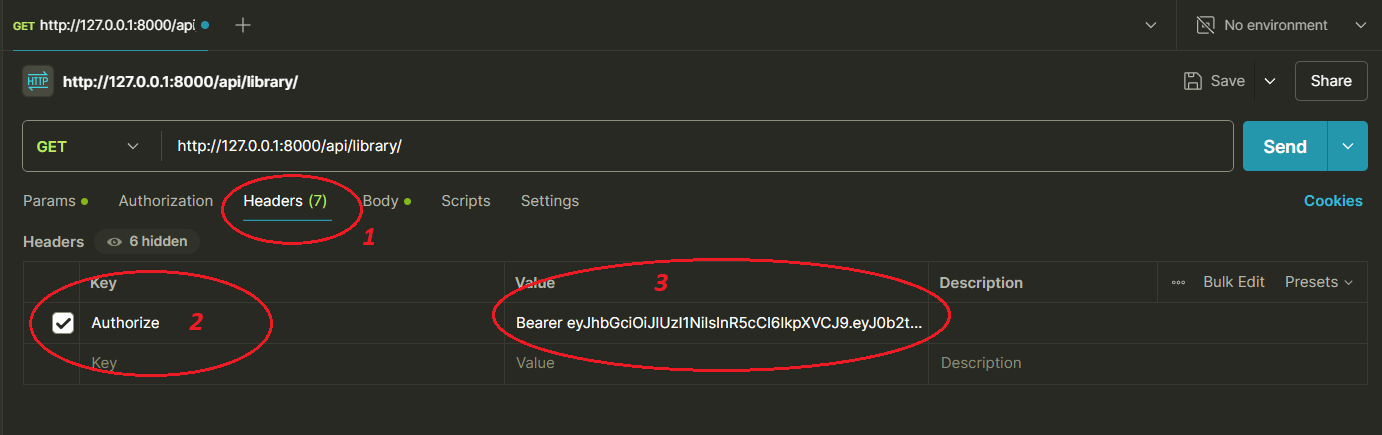 GET http://127.0.0.1:8000/api
No environment
HTTP http://127.0.0.1:8000/api/library/
Save
Share
GET http://127.0.0.1:8000/api/library/
Send
Params Authorization Headers (7) Body Scripts Settings Cookies
1
Headers 6 hidden
3
Key Value Description Bulk Edit Presets
Authorize 2 Bearer eyJhbGciOiJIUzI1NiIsInR5cCI6IkpXVCJ9.eyJ0b2t...
Key Value Description